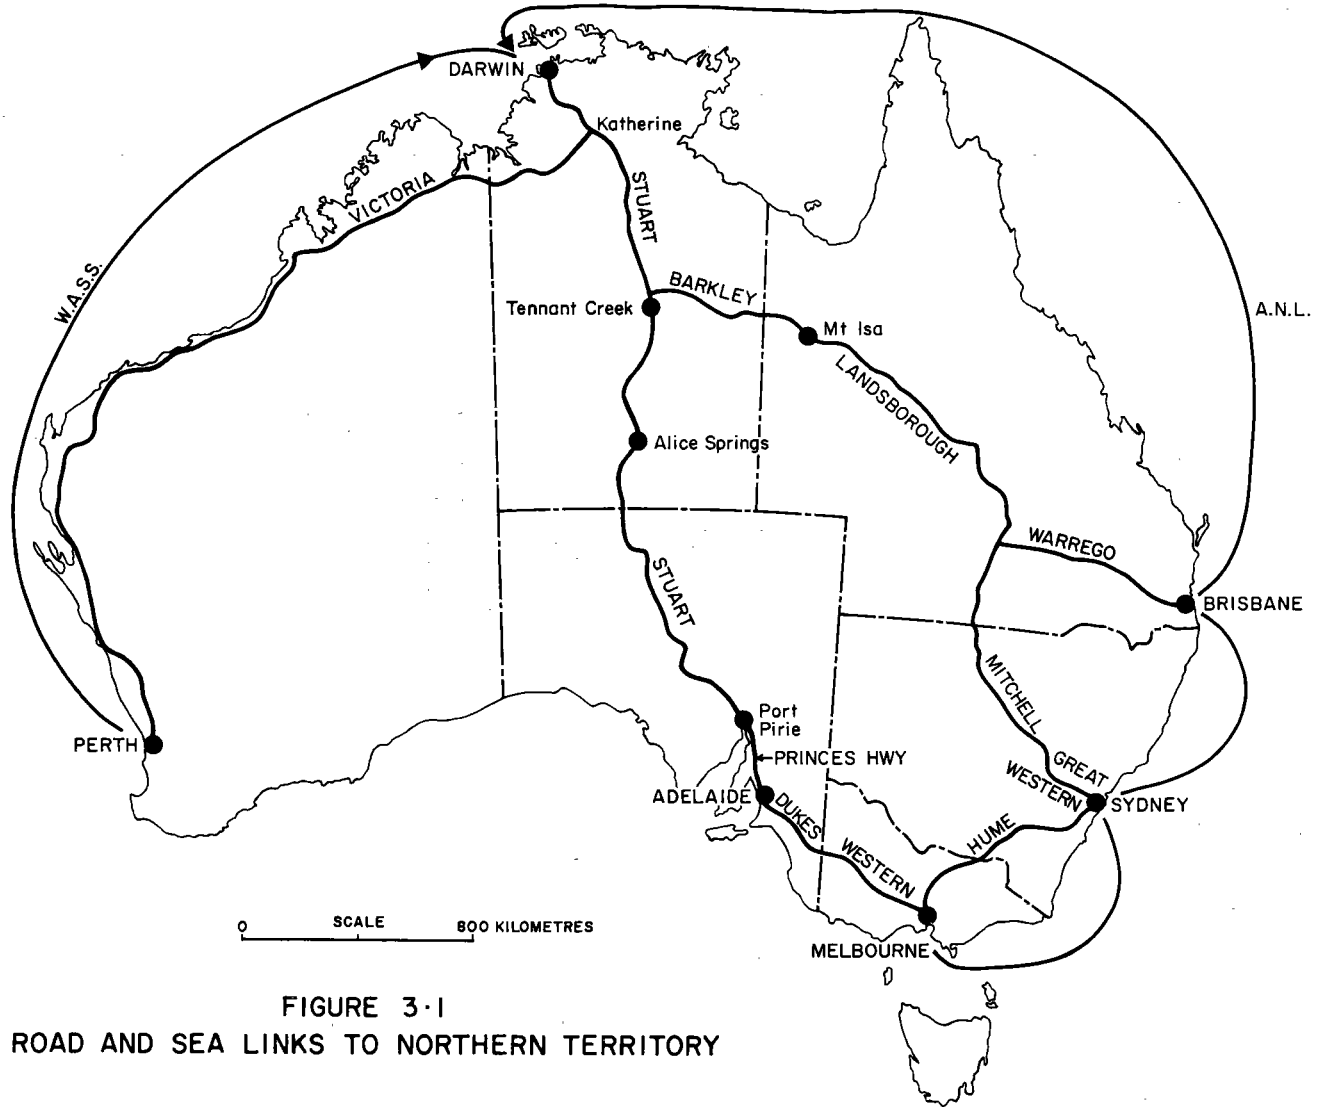 DARWIN
Katherine
VICTORIA
STUART
W.A.S.S.
BARKLEY
A.N.L.
Tennant Creek
Mt Isa
LANDSBOROUGH
Alice Springs
WARREGO
STUART
BRISBANE
MITCHELL
Port
Pirie
PERTH
PRINCES HWY
GREAT
WESTERN
ADELAIDE
SYDNEY
DUKES
HUME
WESTERN
MELBOURNE
SCALE
0 800 KILOMETRES
FIGURE 3·1
ROAD AND SEA LINKS TO NORTHERN TERRITORY